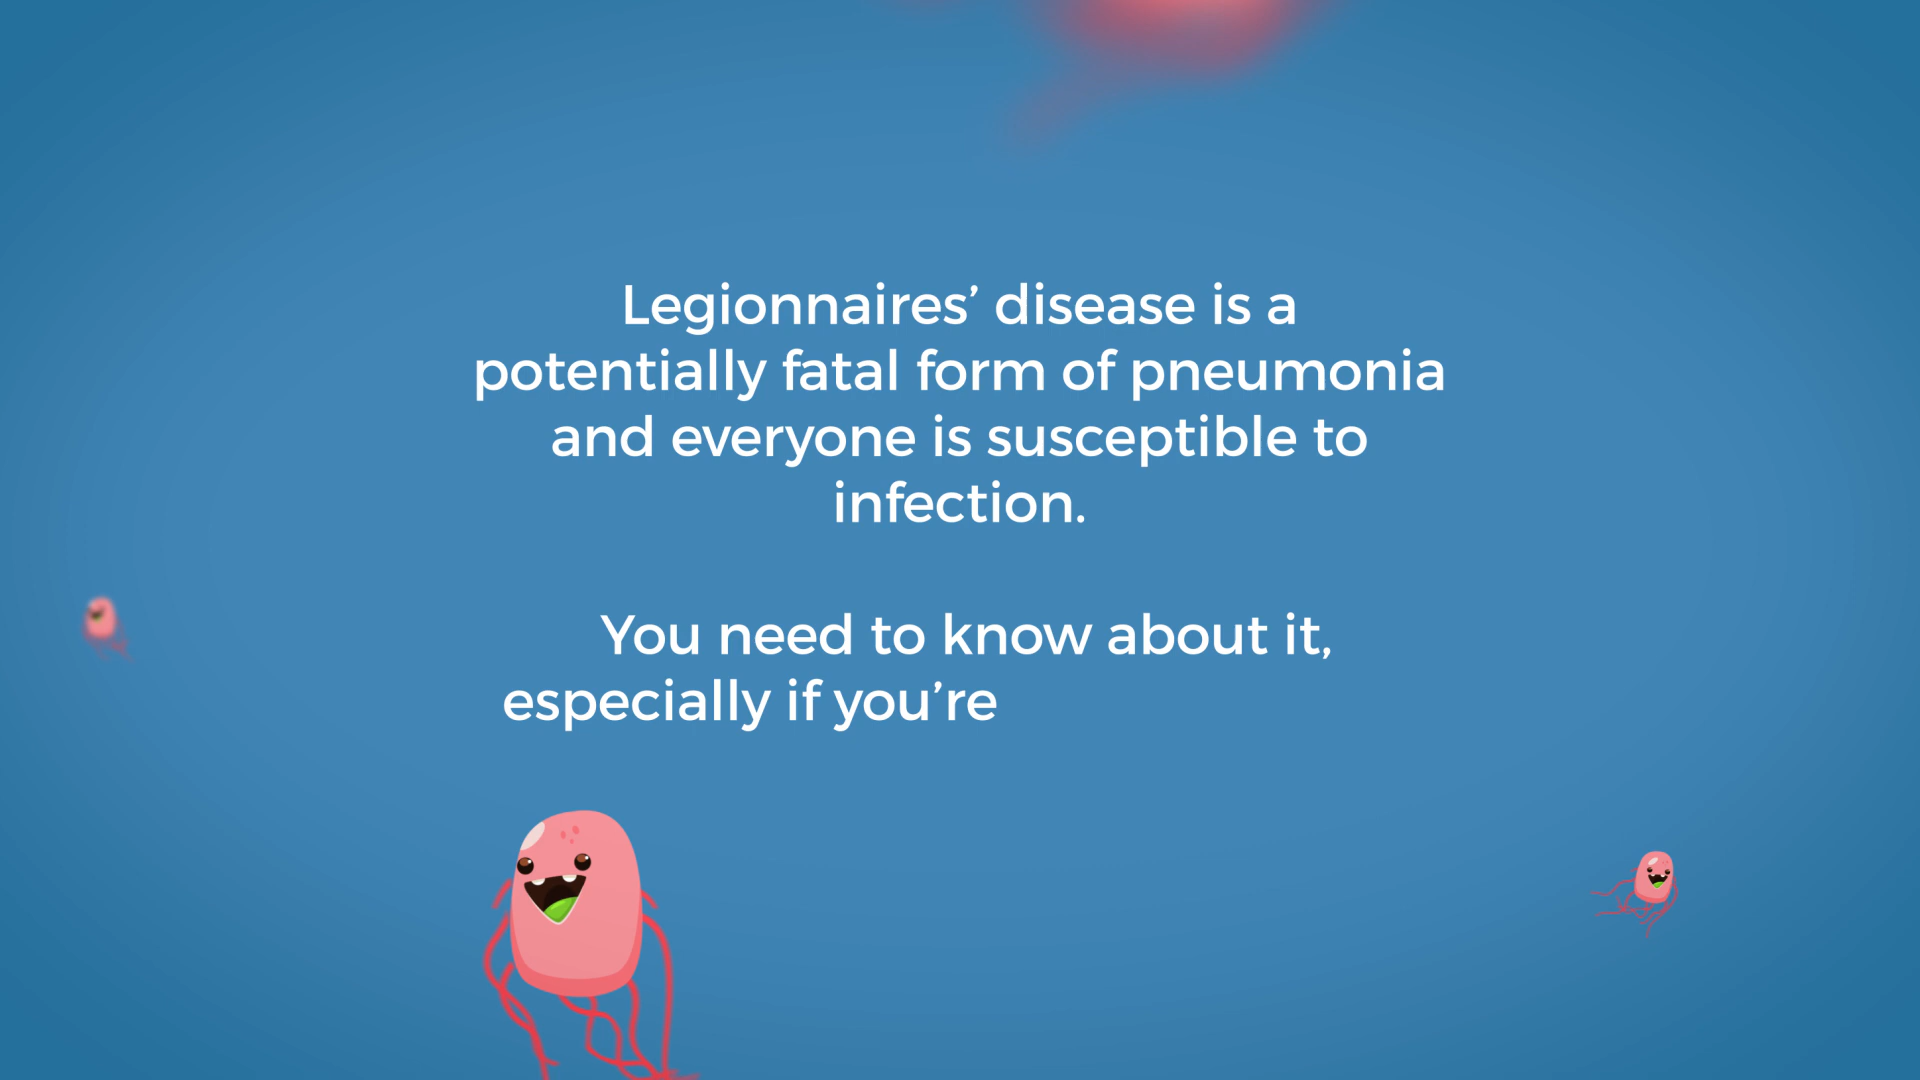 Legionnaires’ disease is a
potentially fatal form of pneumonia
and everyone is susceptible to
infection.
You need to know about it,
especially if you’re